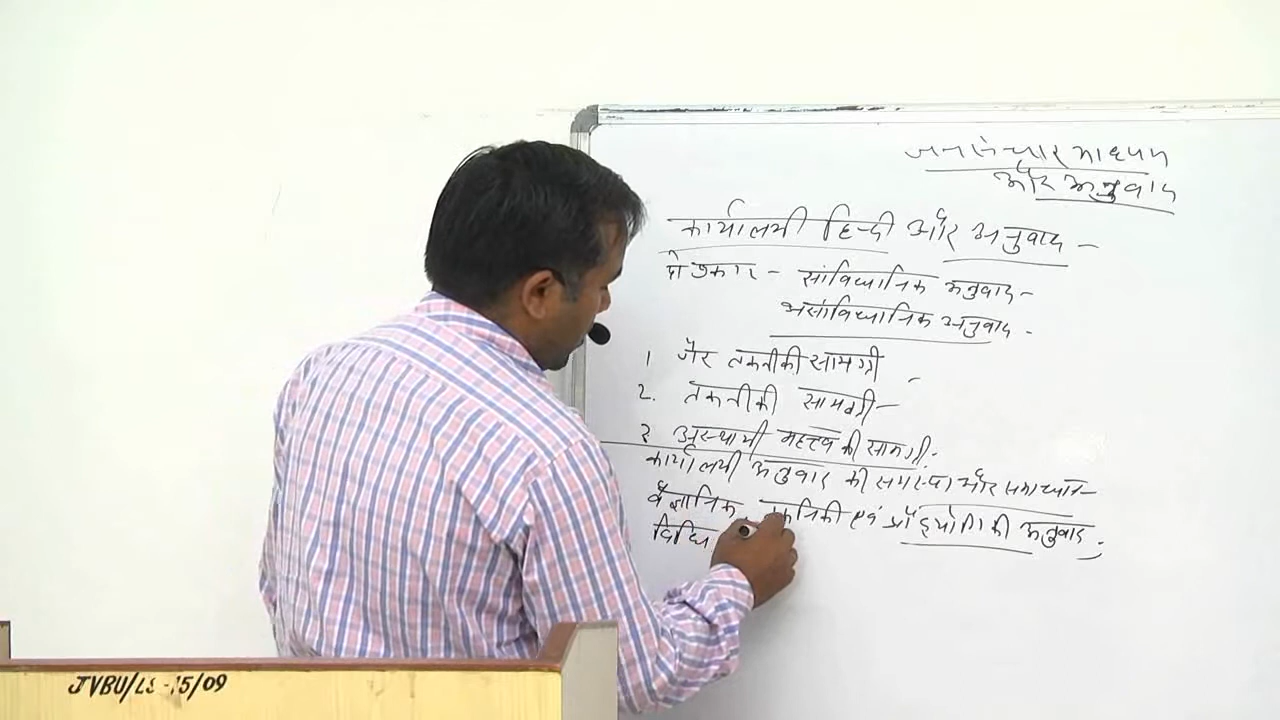 जनसंचार माध्यम
और अनुवाद
कार्यालयी हिन्दी और अनुवाद –
दो प्रकार – सांविधानिक अनुवाद –
असांविधानिक अनुवाद -
1. गैर तकनीकी सामग्री
2. तकनीकी सामग्री –
३ अस्थायी महत्त्व की सामग्री.
कार्यालयी अनुवाद की समस्या और समाधान –
वैज्ञानिक, तकनिकी एवं प्रौद्योगिकी अनुवाद
विधि
JVBU/LS-15/09